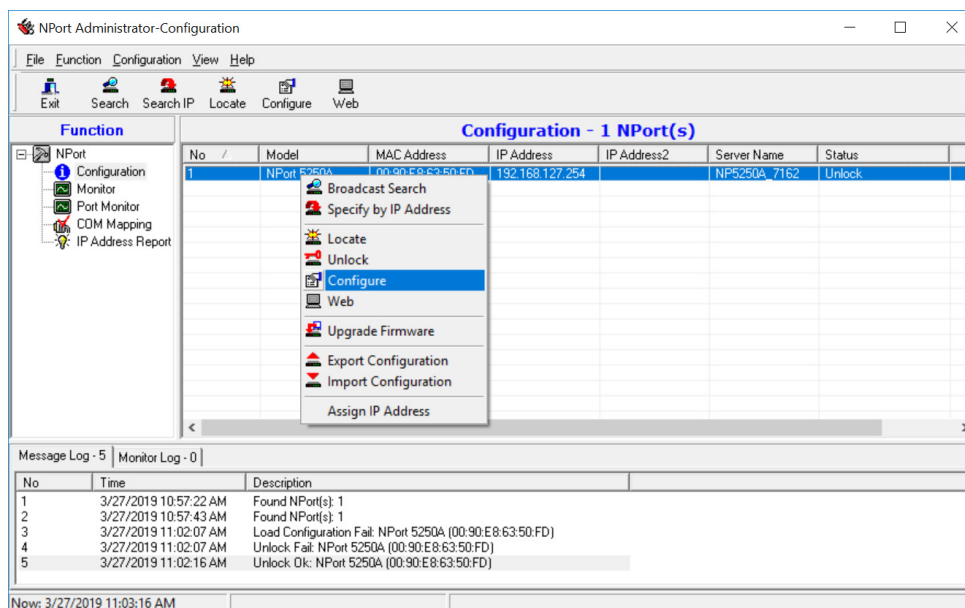 NPort Administrator-Configuration
File Function Configuration View Help
Exit Search Search IP Locate Configure Web
Function
Configuration - 1 NPort(s)
NPort
Configuration
Monitor
Port Monitor
COM Mapping
IP Address Report
No Model MAC Address IP Address IP Address2 Server Name Status
1 NPort 5250A 00:90:E8:63:50:FD 192.168.127.254 NP5250A_7162 Unlock
Broadcast Search
Specify by IP Address
Locate
Unlock
Configure
Web
Upgrade Firmware
Export Configuration
Import Configuration
Assign IP Address
Message Log - 5 Monitor Log - 0
No Time Description
1 3/27/2019 10:57:22 AM Found NPort(s): 1
2 3/27/2019 10:57:43 AM Found NPort(s): 1
3 3/27/2019 11:02:07 AM Load Configuration Fail: NPort 5250A (00:90:E8:63:50:FD)
4 3/27/2019 11:02:07 AM Unlock Fail: NPort 5250A (00:90:E8:63:50:FD)
5 3/27/2019 11:02:16 AM Unlock Ok: NPort 5250A (00:90:E8:63:50:FD)
Now: 3/27/2019 11:03:16 AM